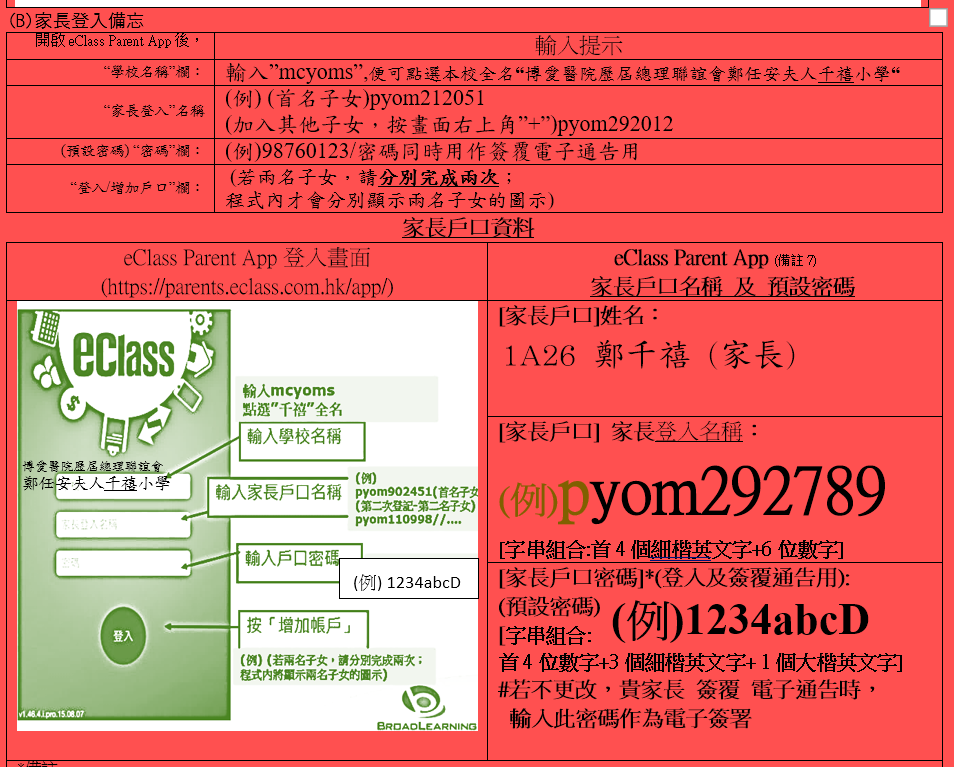 (B)家長登入備忘
開啟 eClass Parent App 後，
輸入提示
“學校名稱”欄：
輸入”mcyoms”,便可點選本校全名“博愛醫院歷屆總理聯誼會鄭任安夫人千禧小學“
“家長登入”名稱
(例) (首名子女)pyom212051
(加入其他子女，按畫面右上角”+”)pyom292012
(預設密碼) “密碼”欄：
(例)98760123/密碼同時用作簽覆電子通告用
“登入/增加戶口”欄：
(若兩名子女，請分別完成兩次；
程式內才會分別顯示兩名子女的圖示)
家長戶口資料
eClass Parent App 登入畫面
(https://parents.eclass.com.hk/app/)
eClass Parent App (備註 7)
家長戶口名稱 及 預設密碼
eClass
輸入mcyoms
點選”千禧”全名
輸入學校名稱
博愛醫院歷屆總理聯誼會
鄭任安夫人千禧小學
輸入家長戶口名稱
(例)
pyom902451(首名子女
(第二次登記-第二名子女)
pyom110998//....
家長登入名稱
輸入戶口密碼
密碼
(例) 1234abcD
登入
按「增加帳戶」
(例) (若兩名子女，請分別完成兩次；
程式內將顯示兩名子女的圖示)
v1.46.4.i.pro.15.08.07
BROADLEARNING
[家長戶口]姓名：
1A26 鄭千禧 (家長)
[家長戶口] 家長登入名稱：
(例)pyom292789
[字串組合:首 4 個細楷英文字+6 位數字]
[家長戶口密碼]*(登入及簽覆通告用):
(預設密碼) (例)1234abcD
[字串組合:
首 4 位數字+3 個細楷英文字+ 1 個大楷英文字]
#若不更改，貴家長 簽覆 電子通告時，
輸入此密碼作為電子簽署